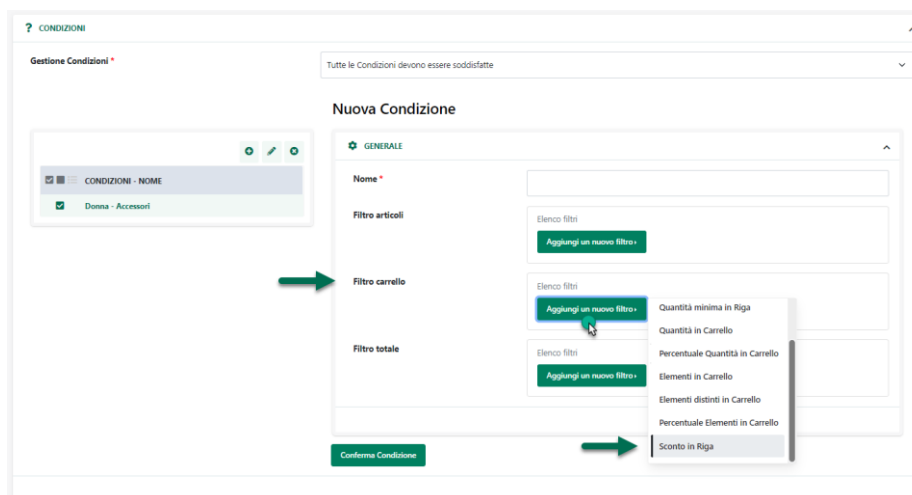 ? CONDIZIONI
Gestione Condizioni *
Tutte le Condizioni devono essere soddisfatte
Nuova Condizione
CONDIZIONI - NOME
Donna - Accessori
GENERALE
Nome *
Filtro articoli
Elenco filtri
Aggiungi un nuovo filtro ›
Filtro carrello
Elenco filtri
Aggiungi un nuovo filtro ›
Quantità minima in Riga
Quantità in Carrello
Percentuale Quantità in Carrello
Elementi in Carrello
Elementi distinti in Carrello
Percentuale Elementi in Carrello
Sconto in Riga
Filtro totale
Elenco filtri
Aggiungi un nuovo filtro ›
Conferma Condizione